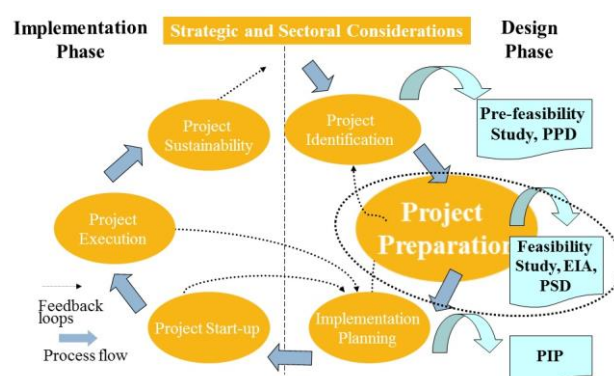 Implementation
Phase
Strategic and Sectoral Considerations
Design
Phase
Project
Sustainability
Project
Identification
Pre-feasibility
Study, PPD
Project
Execution
Project
Preparation
Feasibility
Study, EIA,
PSD
Feedback
loops
Process flow
Project Start-up
Implementation
Planning
PIP